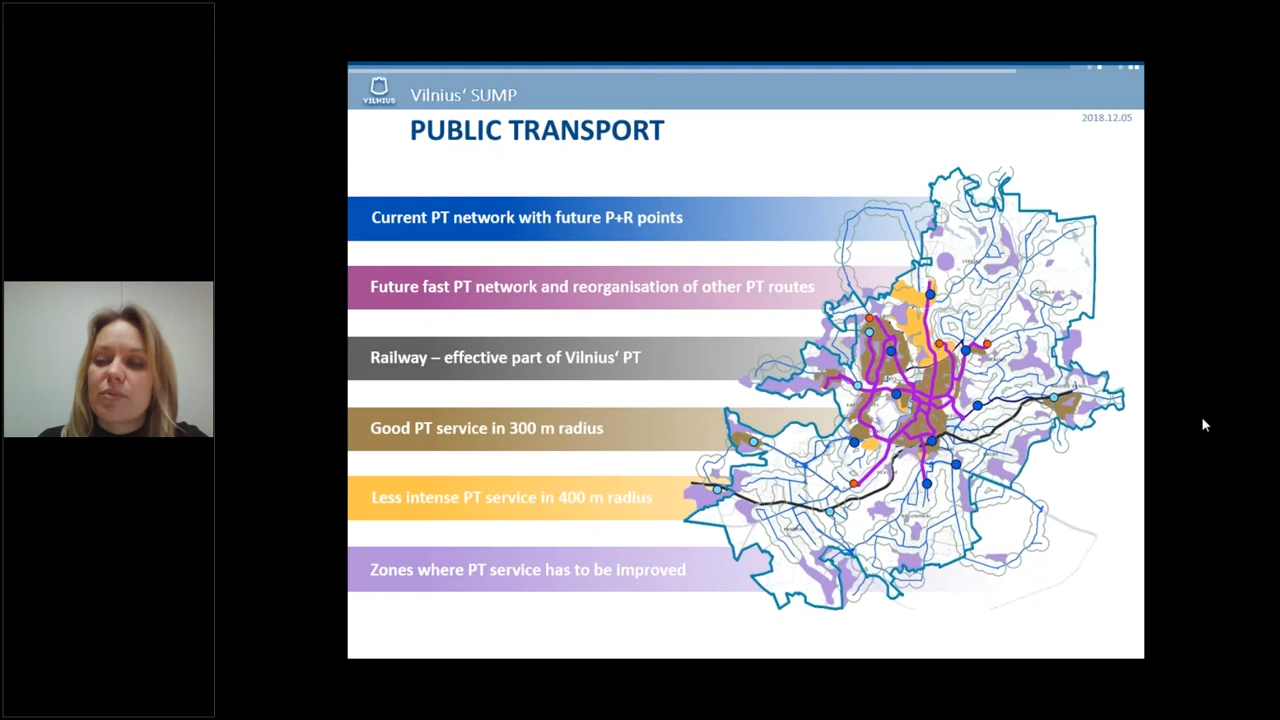 VILNIUS
Vilnius‘ SUMP
2018.12.05
PUBLIC TRANSPORT
Current PT network with future P+R points
Future fast PT network and reorganisation of other PT routes
Railway – effective part of Vilnius‘ PT
Good PT service in 300 m radius
Less intense PT service in 400 m radius
Zones where PT service has to be improved